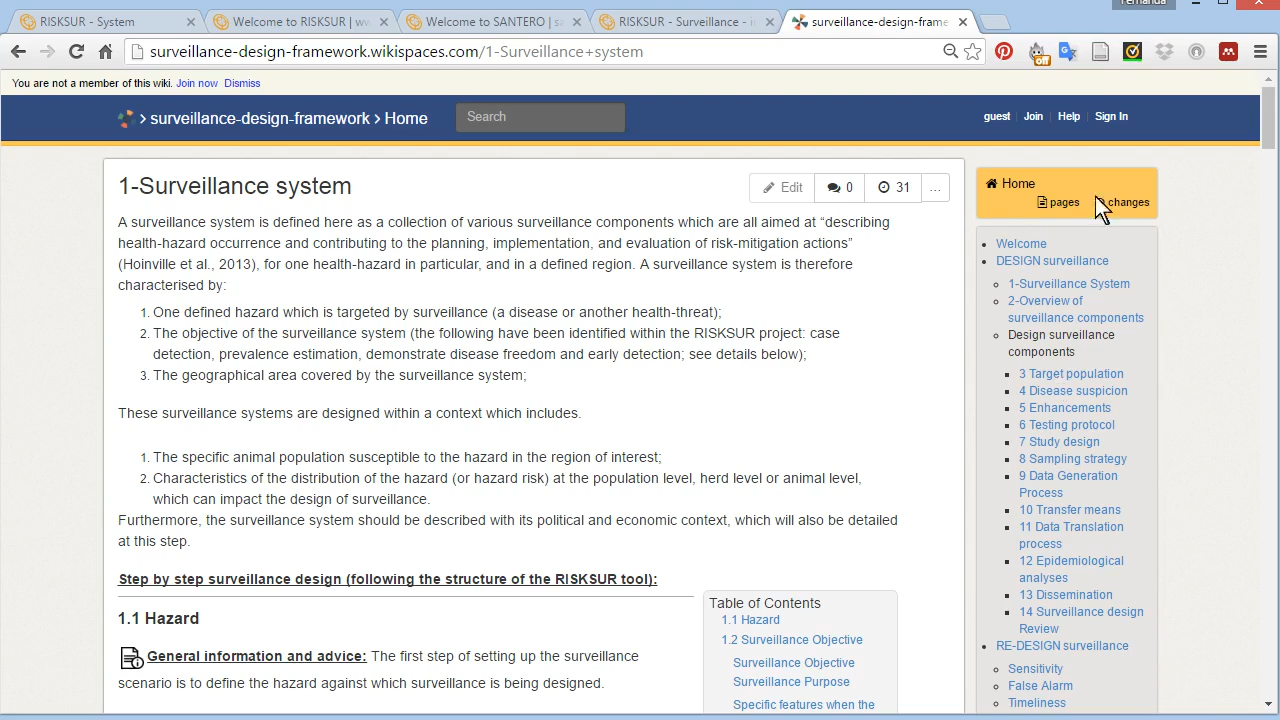 Fernanda
RISKSUR - System
Welcome to RISKSUR | w
Welcome to SANTERO | s
RISKSUR - Surveillance - i
surveillance-design-frame
surveillance-design-framework.wikispaces.com/1-Surveillance+system
off
You are not a member of this wiki. Join now Dismiss
surveillance-design-framework > Home
Search
guest Join Help Sign In
1-Surveillance system
Edit 0 31 ...
A surveillance system is defined here as a collection of various surveillance components which are all aimed at “describing
health-hazard occurrence and contributing to the planning, implementation, and evaluation of risk-mitigation actions”
(Hoinville et al., 2013), for one health-hazard in particular, and in a defined region. A surveillance system is therefore
characterised by:
1. One defined hazard which is targeted by surveillance (a disease or another health-threat);
2. The objective of the surveillance system (the following have been identified within the RISKSUR project: case
detection, prevalence estimation, demonstrate disease freedom and early detection; see details below);
3. The geographical area covered by the surveillance system;
These surveillance systems are designed within a context which includes.
1. The specific animal population susceptible to the hazard in the region of interest;
2. Characteristics of the distribution of thahazard (or hazard risk) at the population level, herd level or animal level,
which can impact the design of surveillance.
Furthermore, the surveillance system should be described with its political and economic context, which will also be detailed
at this step.
Step by step surveillance design (following the structure of the RISKSUR tool):
1.1 Hazard
General information and advice: The first step of setting up the surveillance
scenario is to define the hazard against which surveillance is being designed.
Table of Contents
1.1 Hazard
1.2 Surveillance Objective
Surveillance Objective
Surveillance Purpose
Specific features when the
Home
pages changes
Welcome
DESIGN surveillance
1-Surveillance System
2-Overview of
surveillance components
Design surveillance
components
3 Target population
4 Disease suspicion
5 Enhancements
6 Testing protocol
7 Study design
8 Sampling strategy
9 Data Generation
Process
10 Transfer means
11 Data Translation
process
12 Epidemiological
analyses
13 Dissemination
14 Surveillance design
Review
RE-DESIGN surveillance
Sensitivity
False Alarm
Timeliness